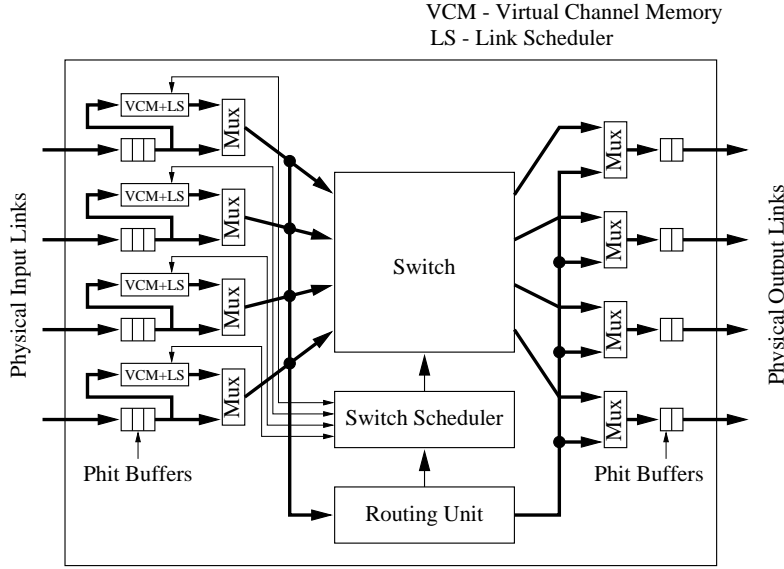 VCM - Virtual Channel Memory
LS - Link Scheduler
VCM+LS
Mux
VCM+LS
Mux
VCM+LS
Mux
VCM+LS
Mux
Physical Input Links
Switch
Switch Scheduler
Routing Unit
Phit Buffers
Mux
Mux
Mux
Mux
Phit Buffers
Physical Output Links